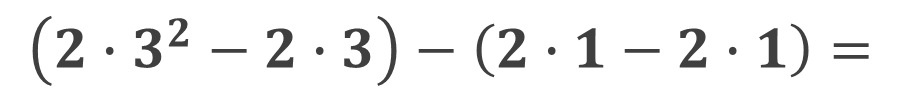 (2 · 3² − 2 · 3) − (2 · 1 − 2 · 1) =